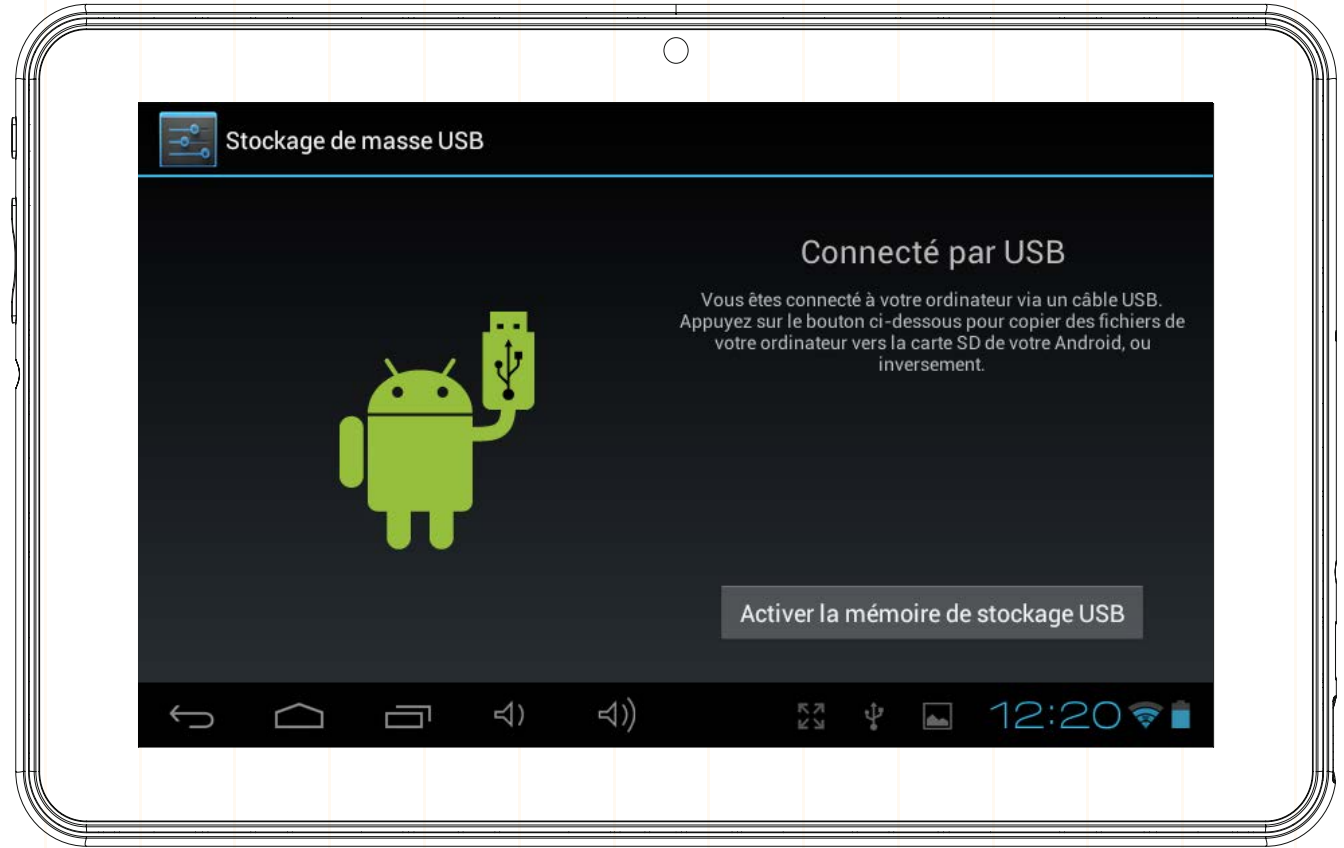 Stockage de masse USB
Connecté par USB
Vous êtes connecté à votre ordinateur via un câble USB.
Appuyez sur le bouton ci-dessous pour copier des fichiers de
votre ordinateur vers la carte SD de votre Android, ou
inversement.
Activer la mémoire de stockage USB
12:20